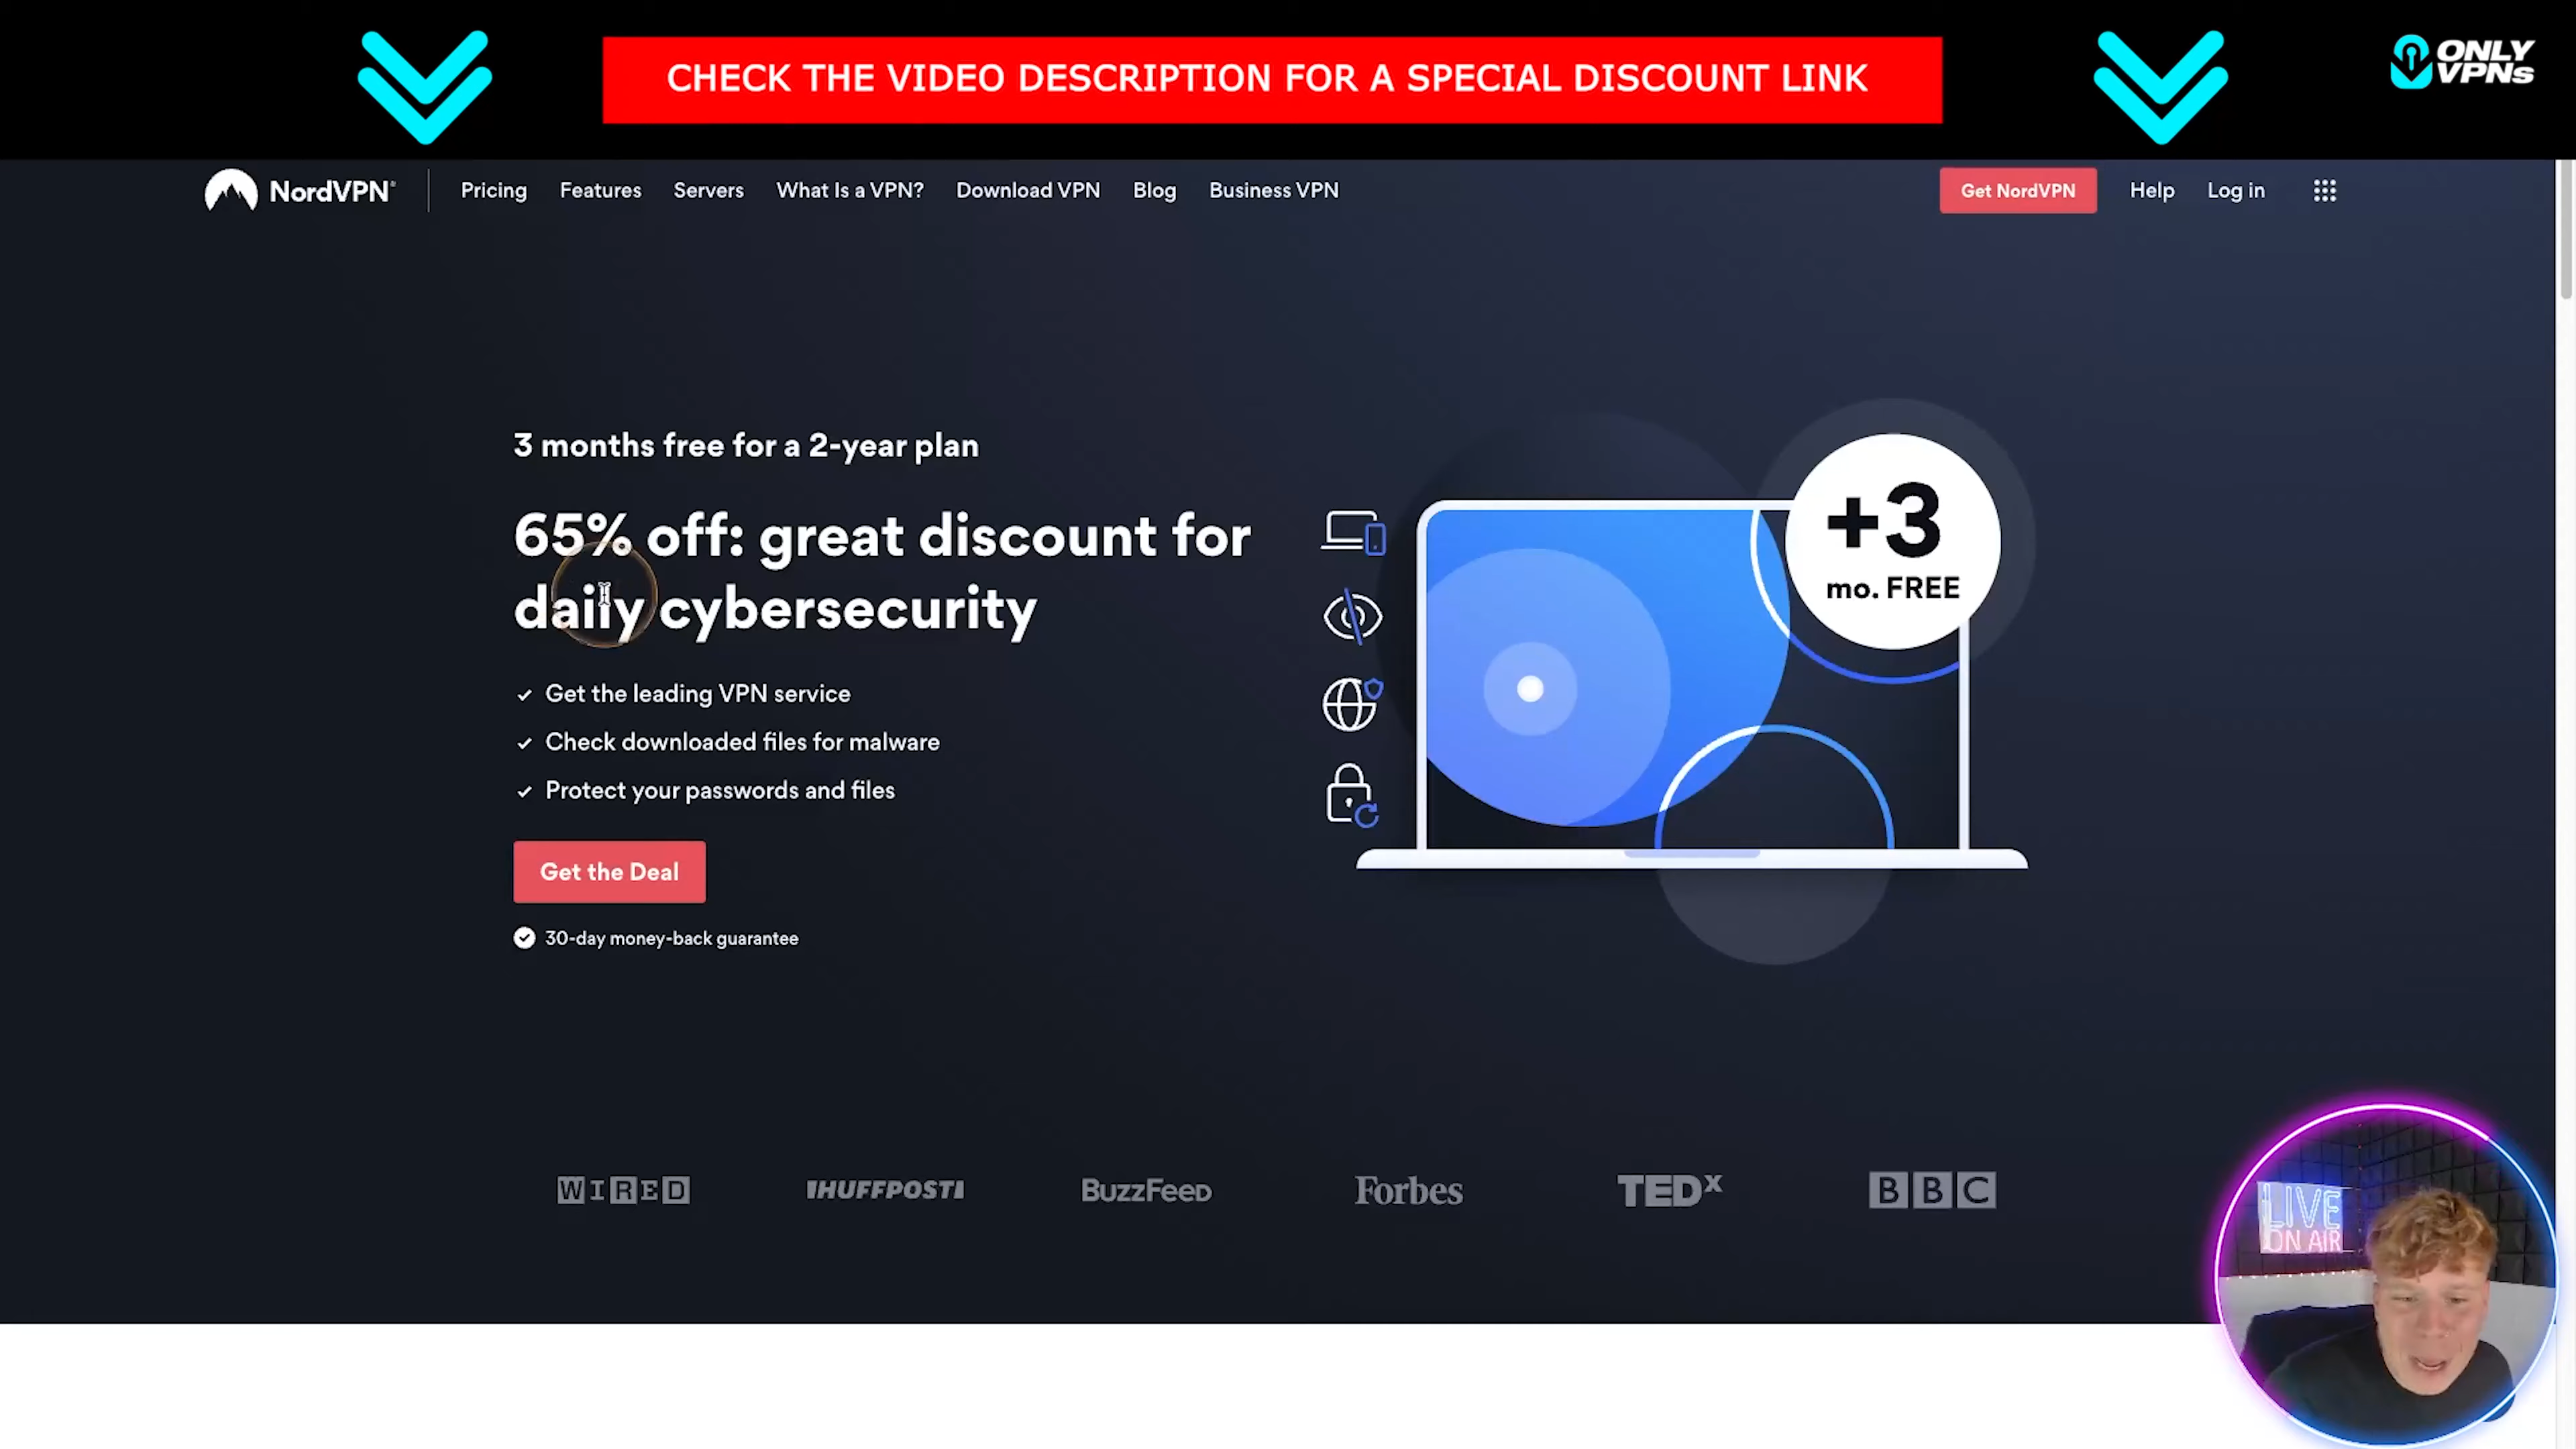 CHECK THE VIDEO DESCRIPTION FOR A SPECIAL DISCOUNT LINK
ONLY
VPNs
NordVPN®
Pricing
Features
Servers
What Is a VPN?
Download VPN
Blog
Business VPN
Get NordVPN
Help
Log in
3 months free for a 2-year plan
65% off: great discount for
daily cybersecurity
Get the leading VPN service
Check downloaded files for malware
Protect your passwords and files
Get the Deal
30-day money-back guarantee
+3
mo. FREE
WIRED
HUFFPOST
BuzzFeed
Forbes
TEDx
BBC
LIVE
ON AIR